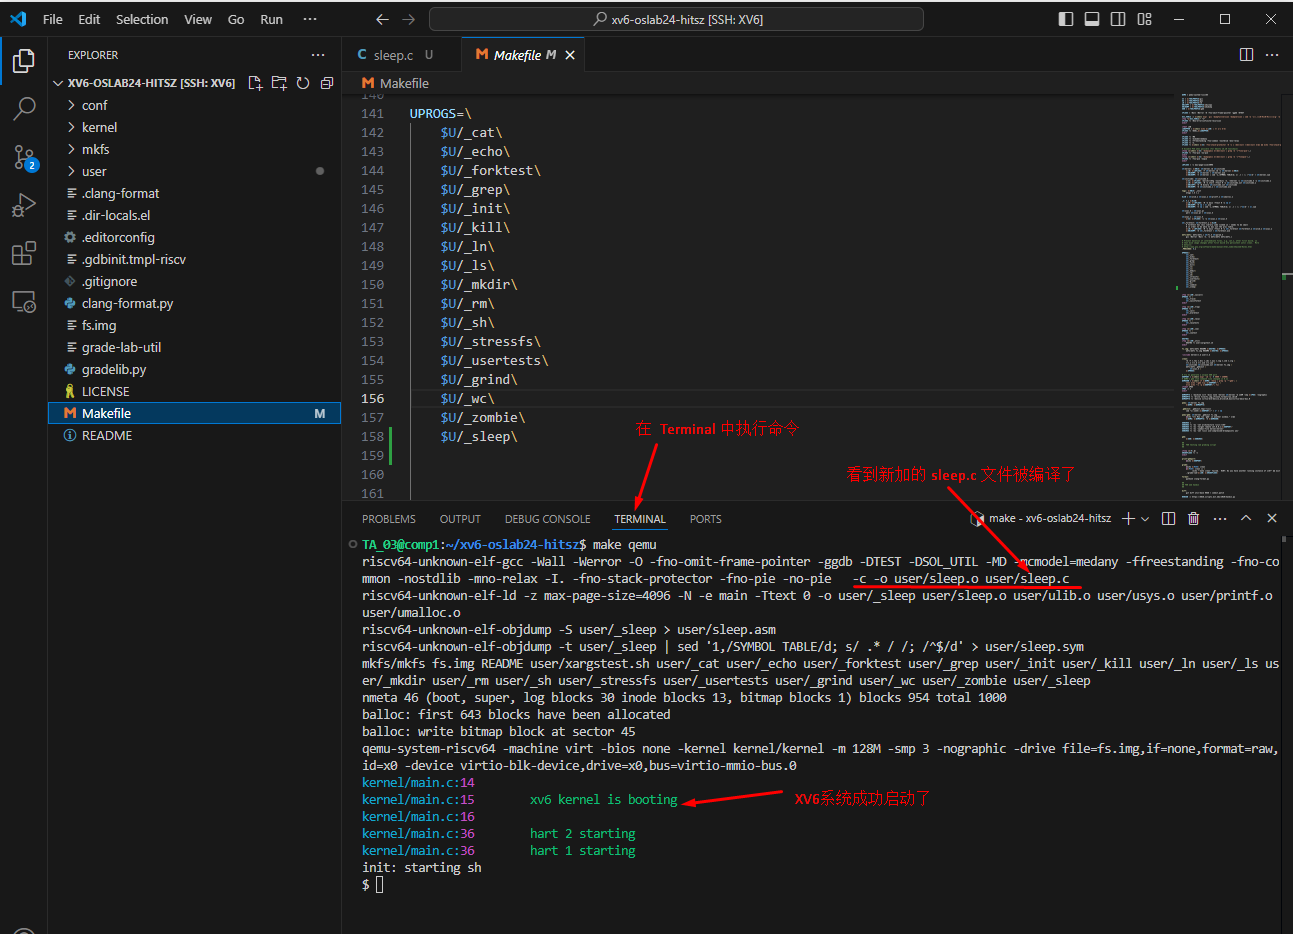 File Edit Selection View Go Run ··· xv6-oslab24-hitsz [SSH: XV6]
EXPLORER ···
XV6-OSLAB24-HITSZ [SSH: XV6]
conf
kernel
mkfs
user
.clang-format
.dir-locals.el
.editorconfig
.gdbinit.tmpl-riscv
.gitignore
clang-format.py
fs.img
grade-lab-util
gradelib.py
LICENSE
Makefile M
README
2
C sleep.c U
M Makefile M
M Makefile
140
141 UPROGS=\
142 $U/_cat\
143 $U/_echo\
144 $U/_forktest\
145 $U/_grep\
146 $U/_init\
147 $U/_kill\
148 $U/_ln\
149 $U/_ls\
150 $U/_mkdir\
151 $U/_rm\
152 $U/_sh\
153 $U/_stressfs\
154 $U/_usertests\
155 $U/_grind\
156 $U/_wc\
157 $U/_zombie\
158 $U/_sleep\
159
160
161
在 Terminal 中执行命令
看到新加的 sleep.c 文件被编译了
PROBLEMS OUTPUT DEBUG CONSOLE TERMINAL PORTS make - xv6-oslab24-hitsz
TA_03@comp1:~/xv6-oslab24-hitsz$ make qemu
riscv64-unknown-elf-gcc -Wall -Werror -O -fno-omit-frame-pointer -ggdb -DTEST -DSOL_UTIL -MD -mcmodel=medany -ffreestanding -fno-co
mmon -nostdlib -mno-relax -I. -fno-stack-protector -fno-pie -no-pie -c -o user/sleep.o user/sleep.c
riscv64-unknown-elf-ld -z max-page-size=4096 -N -e main -Ttext 0 -o user/_sleep user/sleep.o user/ulib.o user/usys.o user/printf.o
user/umalloc.o
riscv64-unknown-elf-objdump -S user/_sleep > user/sleep.asm
riscv64-unknown-elf-objdump -t user/_sleep | sed '1,/SYMBOL TABLE/d; s/ .* / /; /^$/d' > user/sleep.sym
mkfs/mkfs fs.img README user/xargstest.sh user/_cat user/_echo user/_forktest user/_grep user/_init user/_kill user/_ln user/_ls us
er/_mkdir user/_rm user/_sh user/_stressfs user/_usertests user/_grind user/_wc user/_zombie user/_sleep
nmeta 46 (boot, super, log blocks 30 inode blocks 13, bitmap blocks 1) blocks 954 total 1000
balloc: first 643 blocks have been allocated
balloc: write bitmap block at sector 45
qemu-system-riscv64 -machine virt -bios none -kernel kernel/kernel -m 128M -smp 3 -nographic -drive file=fs.img,if=none,format=raw,
id=x0 -device virtio-blk-device,drive=x0,bus=virtio-mmio-bus.0
kernel/main.c:14
kernel/main.c:15 xv6 kernel is booting
XV6系统成功启动了
kernel/main.c:16
kernel/main.c:36 hart 2 starting
kernel/main.c:36 hart 1 starting
init: starting sh
$